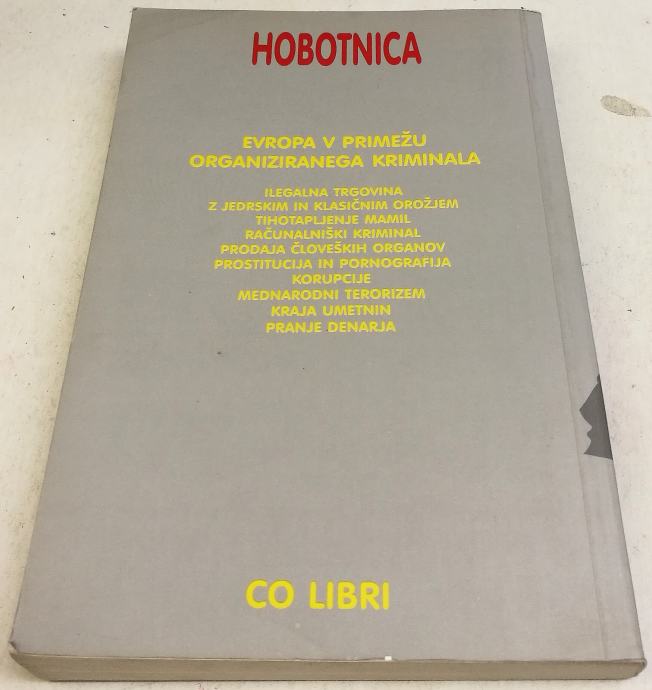 HOBOTNICA
EVROPA V PRIMEŽU
ORGANIZIRANEGA KRIMINALA
ILEGALNA TRGOVINA
Z JEDRSKIM IN KLASIČNIM OROŽJEM
TIHOTAPLJENJE MAMIL
RAČUNALNIŠKI KRIMINAL
PRODAJA ČLOVEŠKIH ORGANOV
PROSTITUCIJA IN PORNOGRAFIJA
KORUPCIJE
MEDNARODNI TERORIZEM
KRAJA UMETNIN
PRANJE DENARJA
CO LIBRI